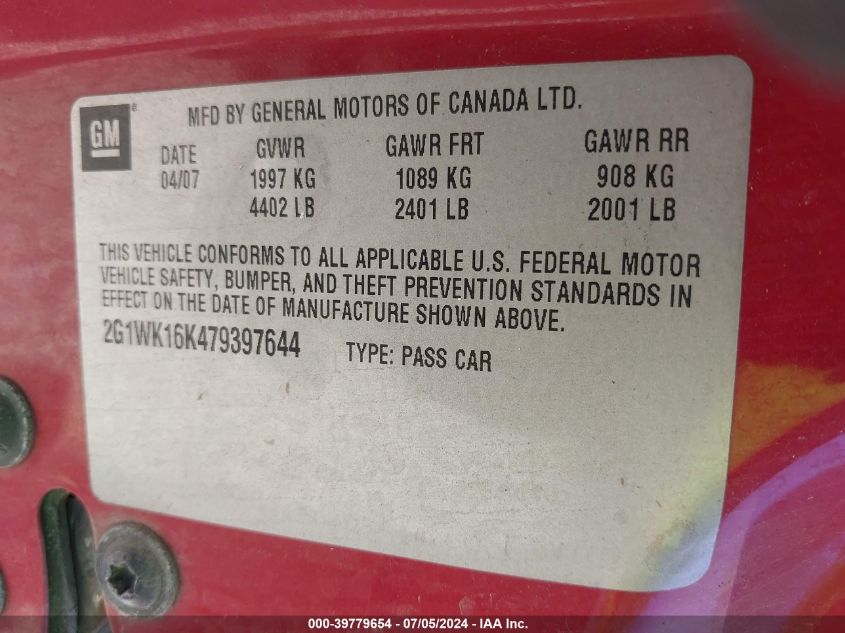 GM
MFD BY GENERAL MOTORS OF CANADA LTD.
DATE GVWR GAWR FRT GAWR RR
04/07 1997 KG 1089 KG 908 KG
4402 LB 2401 LB 2001 LB
THIS VEHICLE CONFORMS TO ALL APPLICABLE U.S. FEDERAL MOTOR
VEHICLE SAFETY, BUMPER, AND THEFT PREVENTION STANDARDS IN
EFFECT ON THE DATE OF MANUFACTURE SHOWN ABOVE.
2G1WK16K479397644 TYPE: PASS CAR
000-39779654 - 07/05/2024 - IAA Inc.